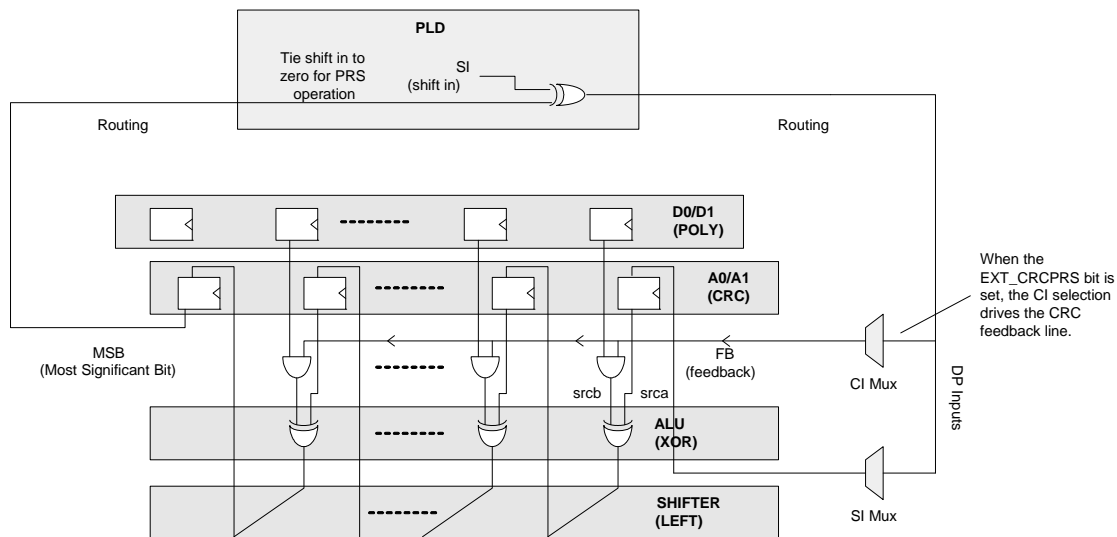 PLD
Tie shift in to
zero for PRS
operation
SI
(shift in)
Routing
Routing
D0/D1
(POLY)
A0/A1
(CRC)
When the
EXT_CRCPRS bit is
set, the CI selection
drives the CRC
feedback line.
MSB
(Most Significant Bit)
FB
(feedback)
CI Mux
DP Inputs
srcb
srca
ALU
(XOR)
SHIFTER
(LEFT)
SI Mux